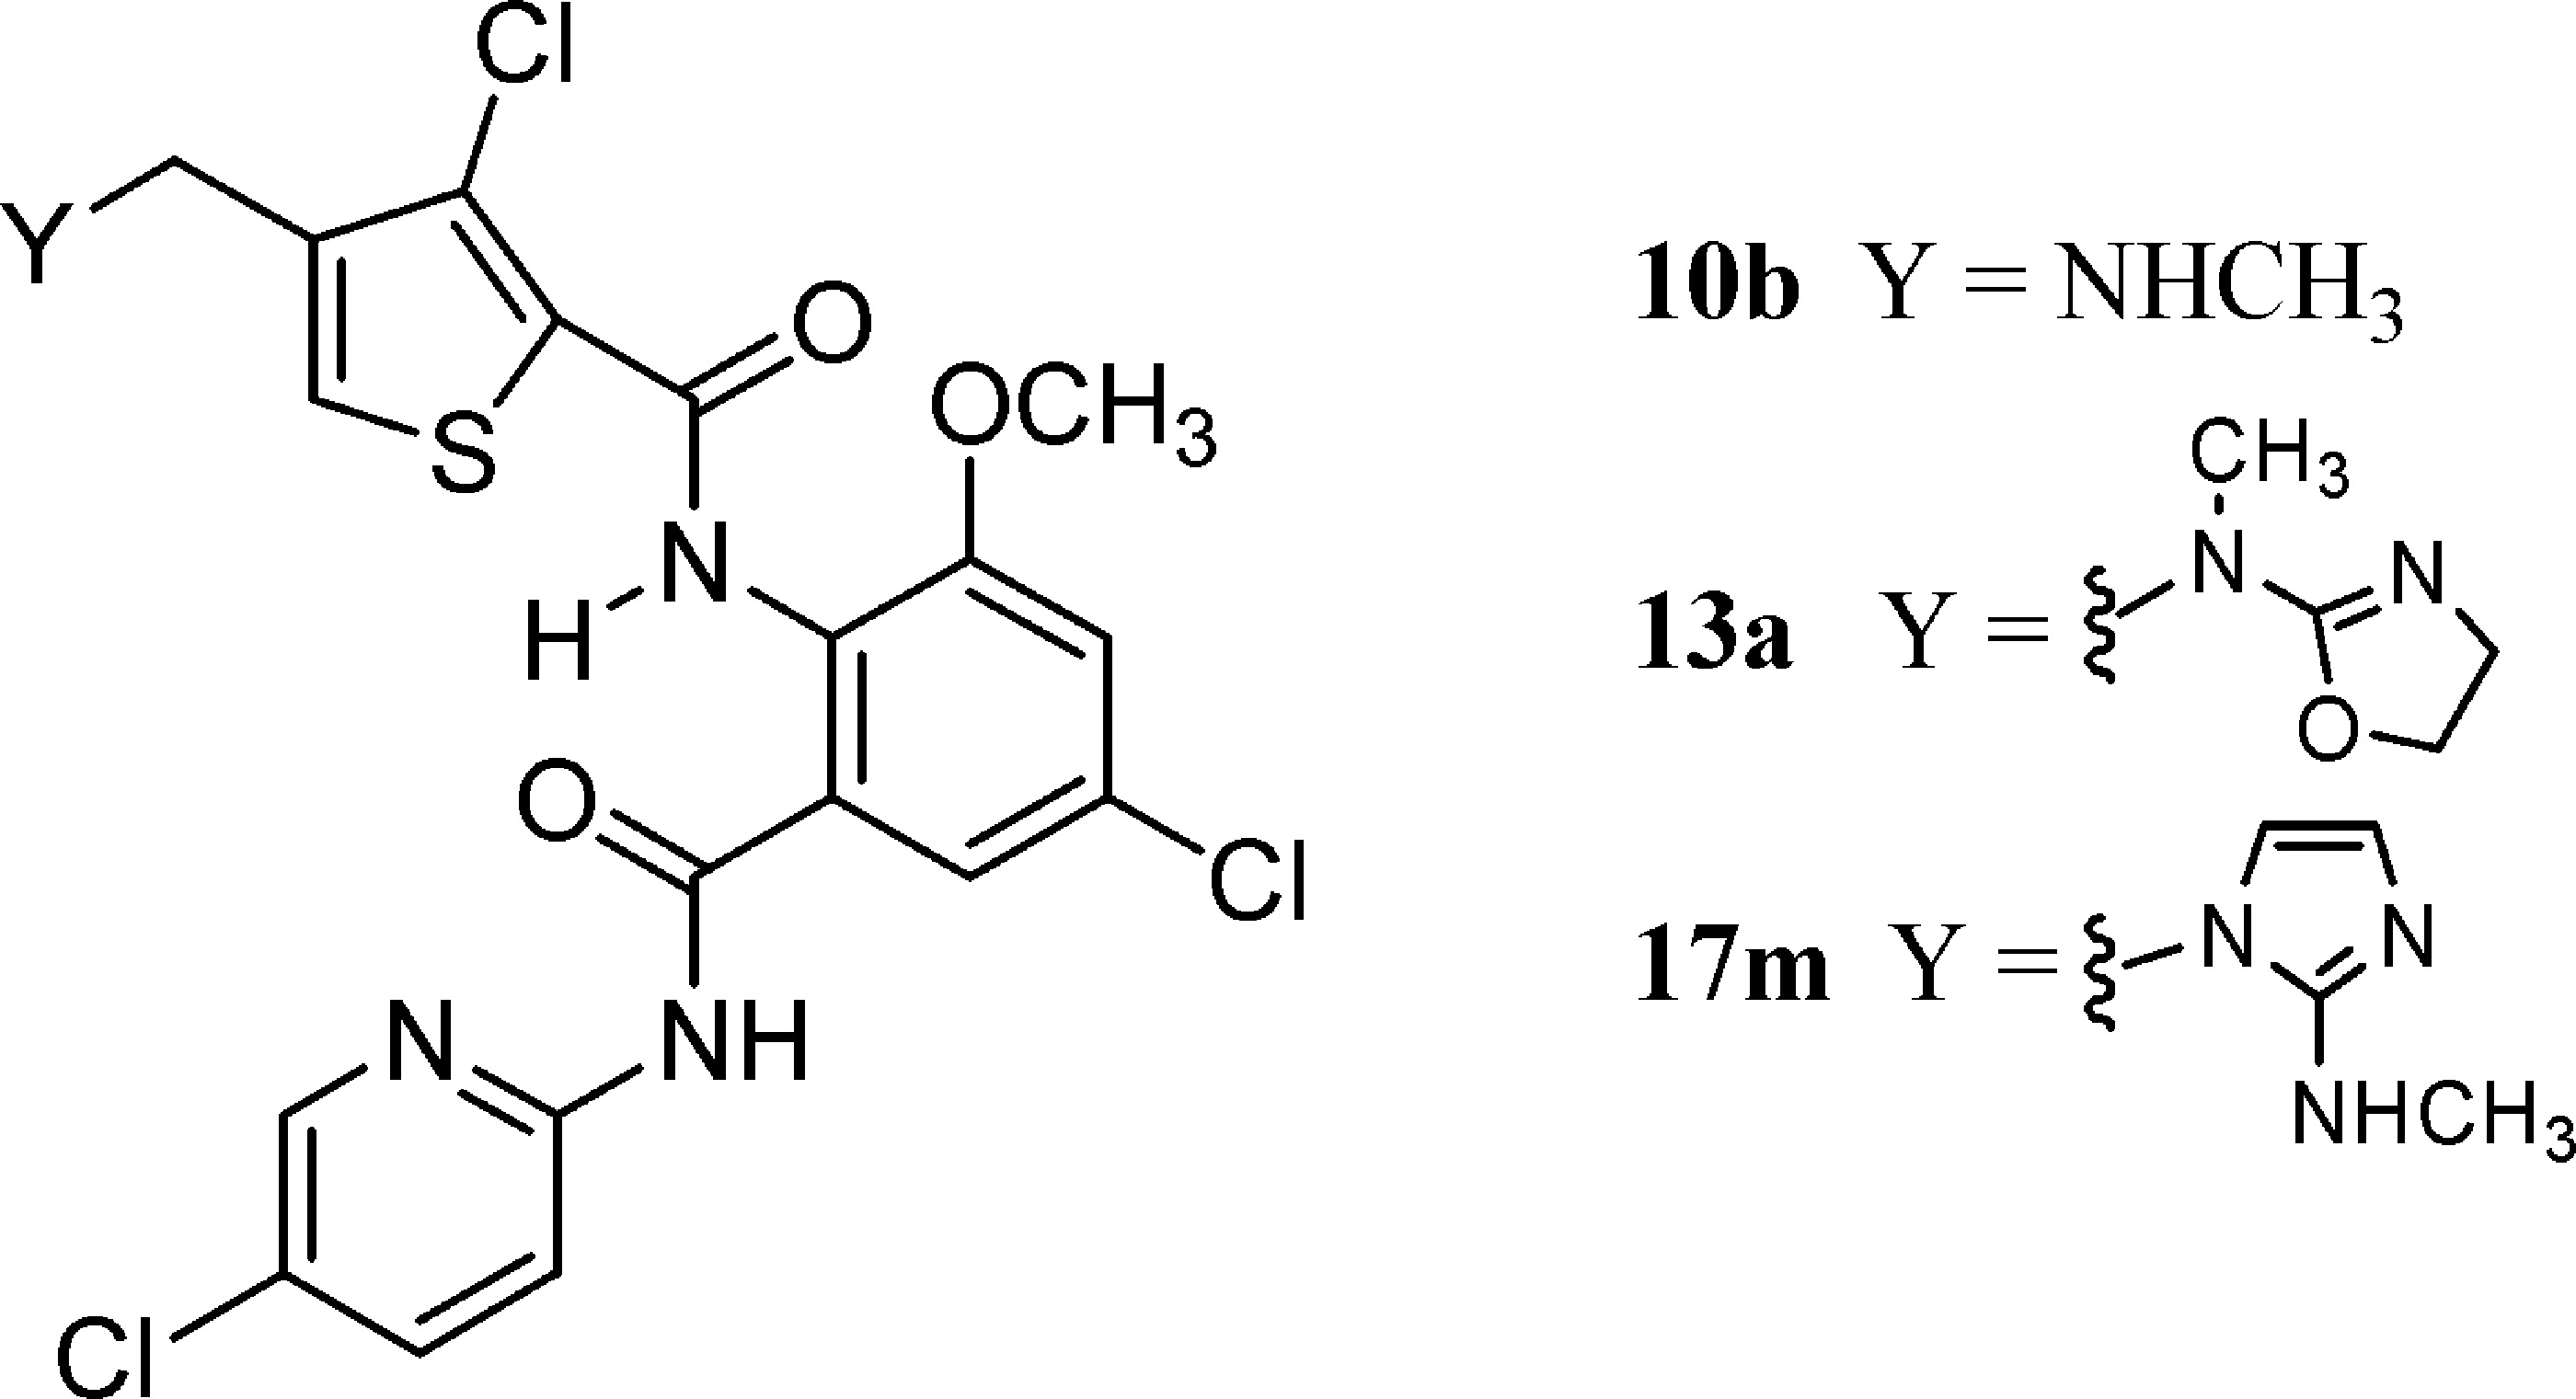 Cl
Y
S
O
OCH3
N
H
O
Cl
NH
N
Cl
10b Y = NHCH3
CH3
N
N
13a Y =
O
N
N
17m Y =
NHCH3